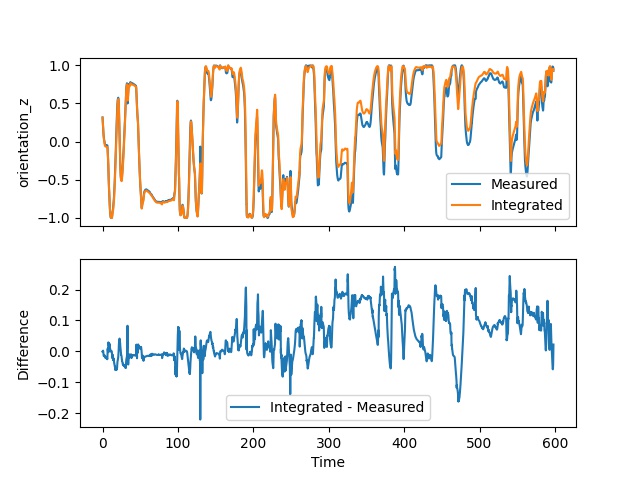 1.0
0.5
0.0
−0.5
−1.0
orientation_z
Measured
Integrated
0.2
0.1
0.0
−0.1
−0.2
Difference
Integrated - Measured
0 100 200 300 400 500 600
Time